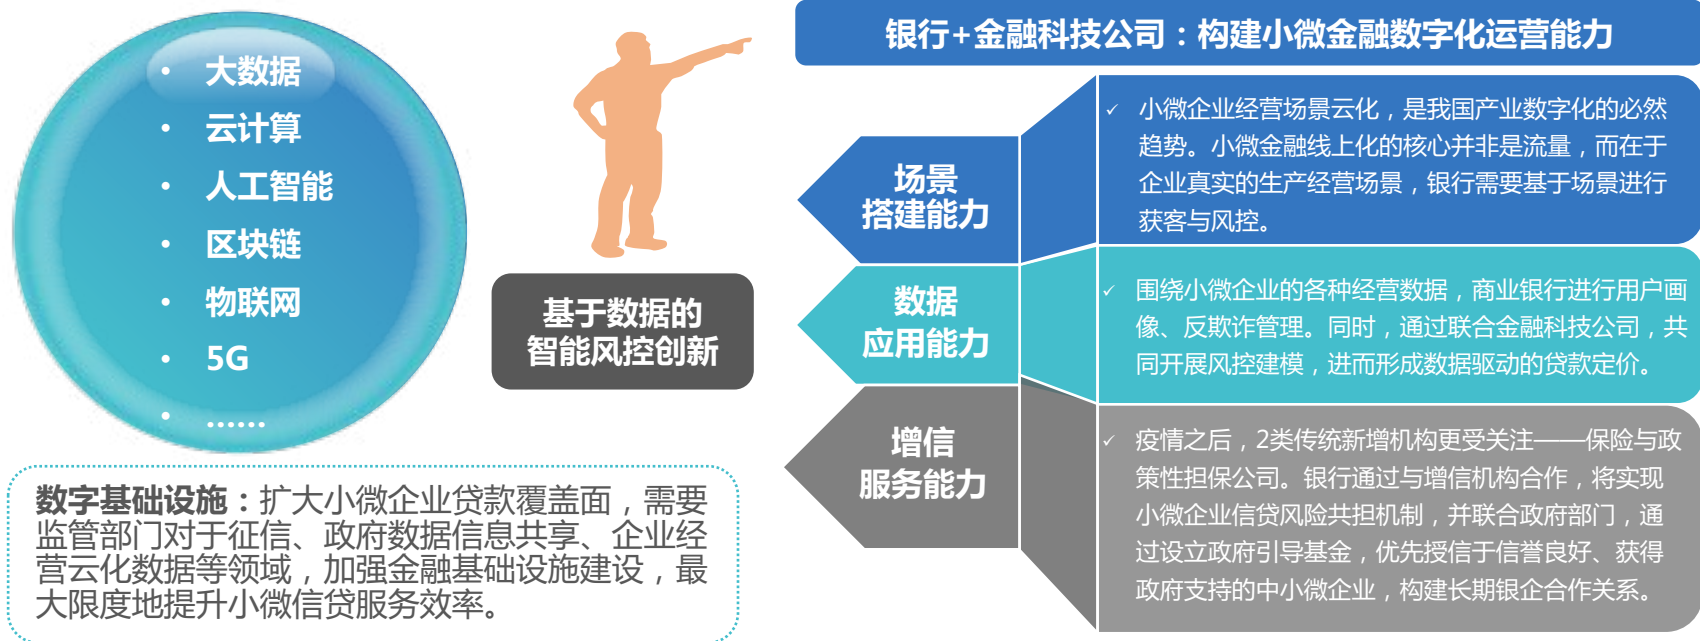 • 大数据
• 云计算
• 人工智能
• 区块链
• 物联网
• 5G
• ……
基于数据的
智能风控创新
数字基础设施：扩大小微企业贷款覆盖面，需要
监管部门对于征信、政府数据信息共享、企业经
营云化数据等领域，加强金融基础设施建设，最
大限度地提升小微信贷服务效率。
银行+金融科技公司：构建小微金融数字化运营能力
场景
搭建能力
✓ 小微企业经营场景云化，是我国产业数字化的必然
趋势。小微金融线上化的核心并非是流量，而在于
企业真实的生产经营场景，银行需要基于场景进行
获客与风控。
数据
应用能力
✓ 围绕小微企业的各种经营数据，商业银行进行用户画
像、反欺诈管理。同时，通过联合金融科技公司，共
同开展风控建模，进而形成数据驱动的贷款定价。
增信
服务能力
✓ 疫情之后，2类传统新增机构更受关注——保险与政
策性担保公司。银行通过与增信机构合作，将实现
小微企业信贷风险共担机制，并联合政府部门，通
过设立政府引导基金，优先授信于信誉良好、获得
政府支持的中小微企业，构建长期银企合作关系。